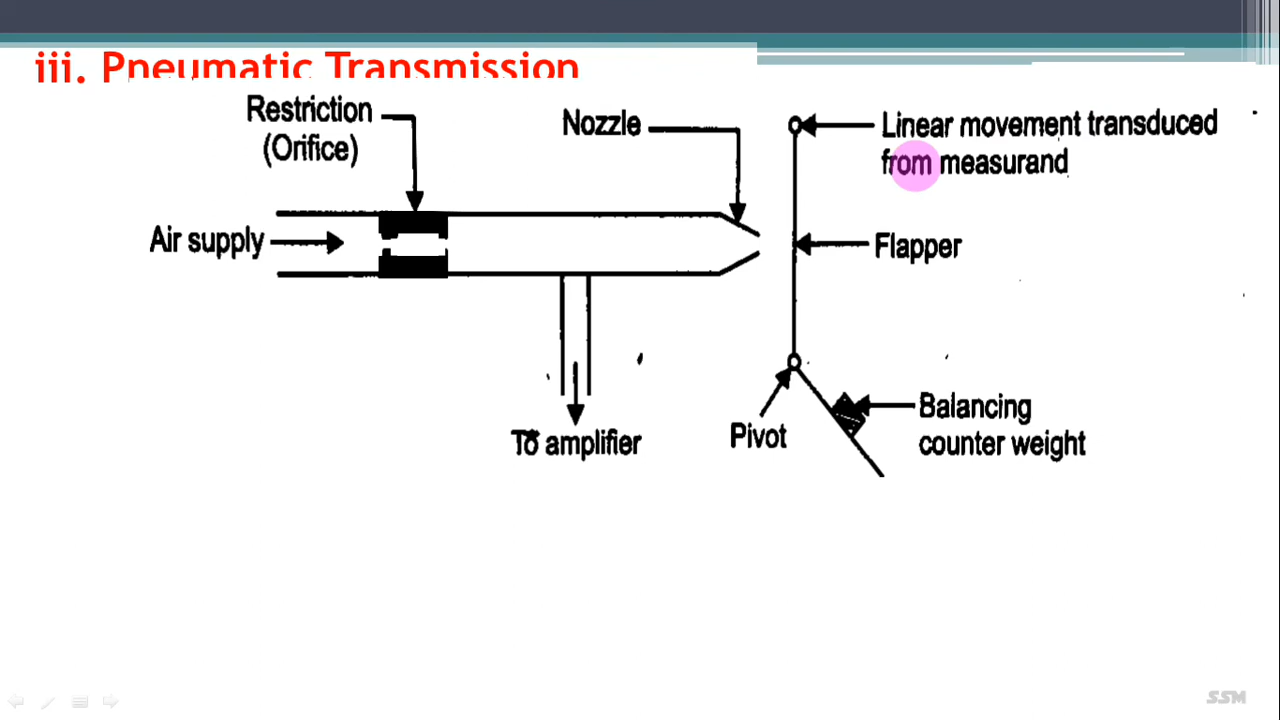 iii. Pneumatic Transmission
Restriction
(Orifice)
Nozzle
Linear movement transduced
from measurand
Air supply
Flapper
To amplifier
Pivot
Balancing
counter weight
SSM